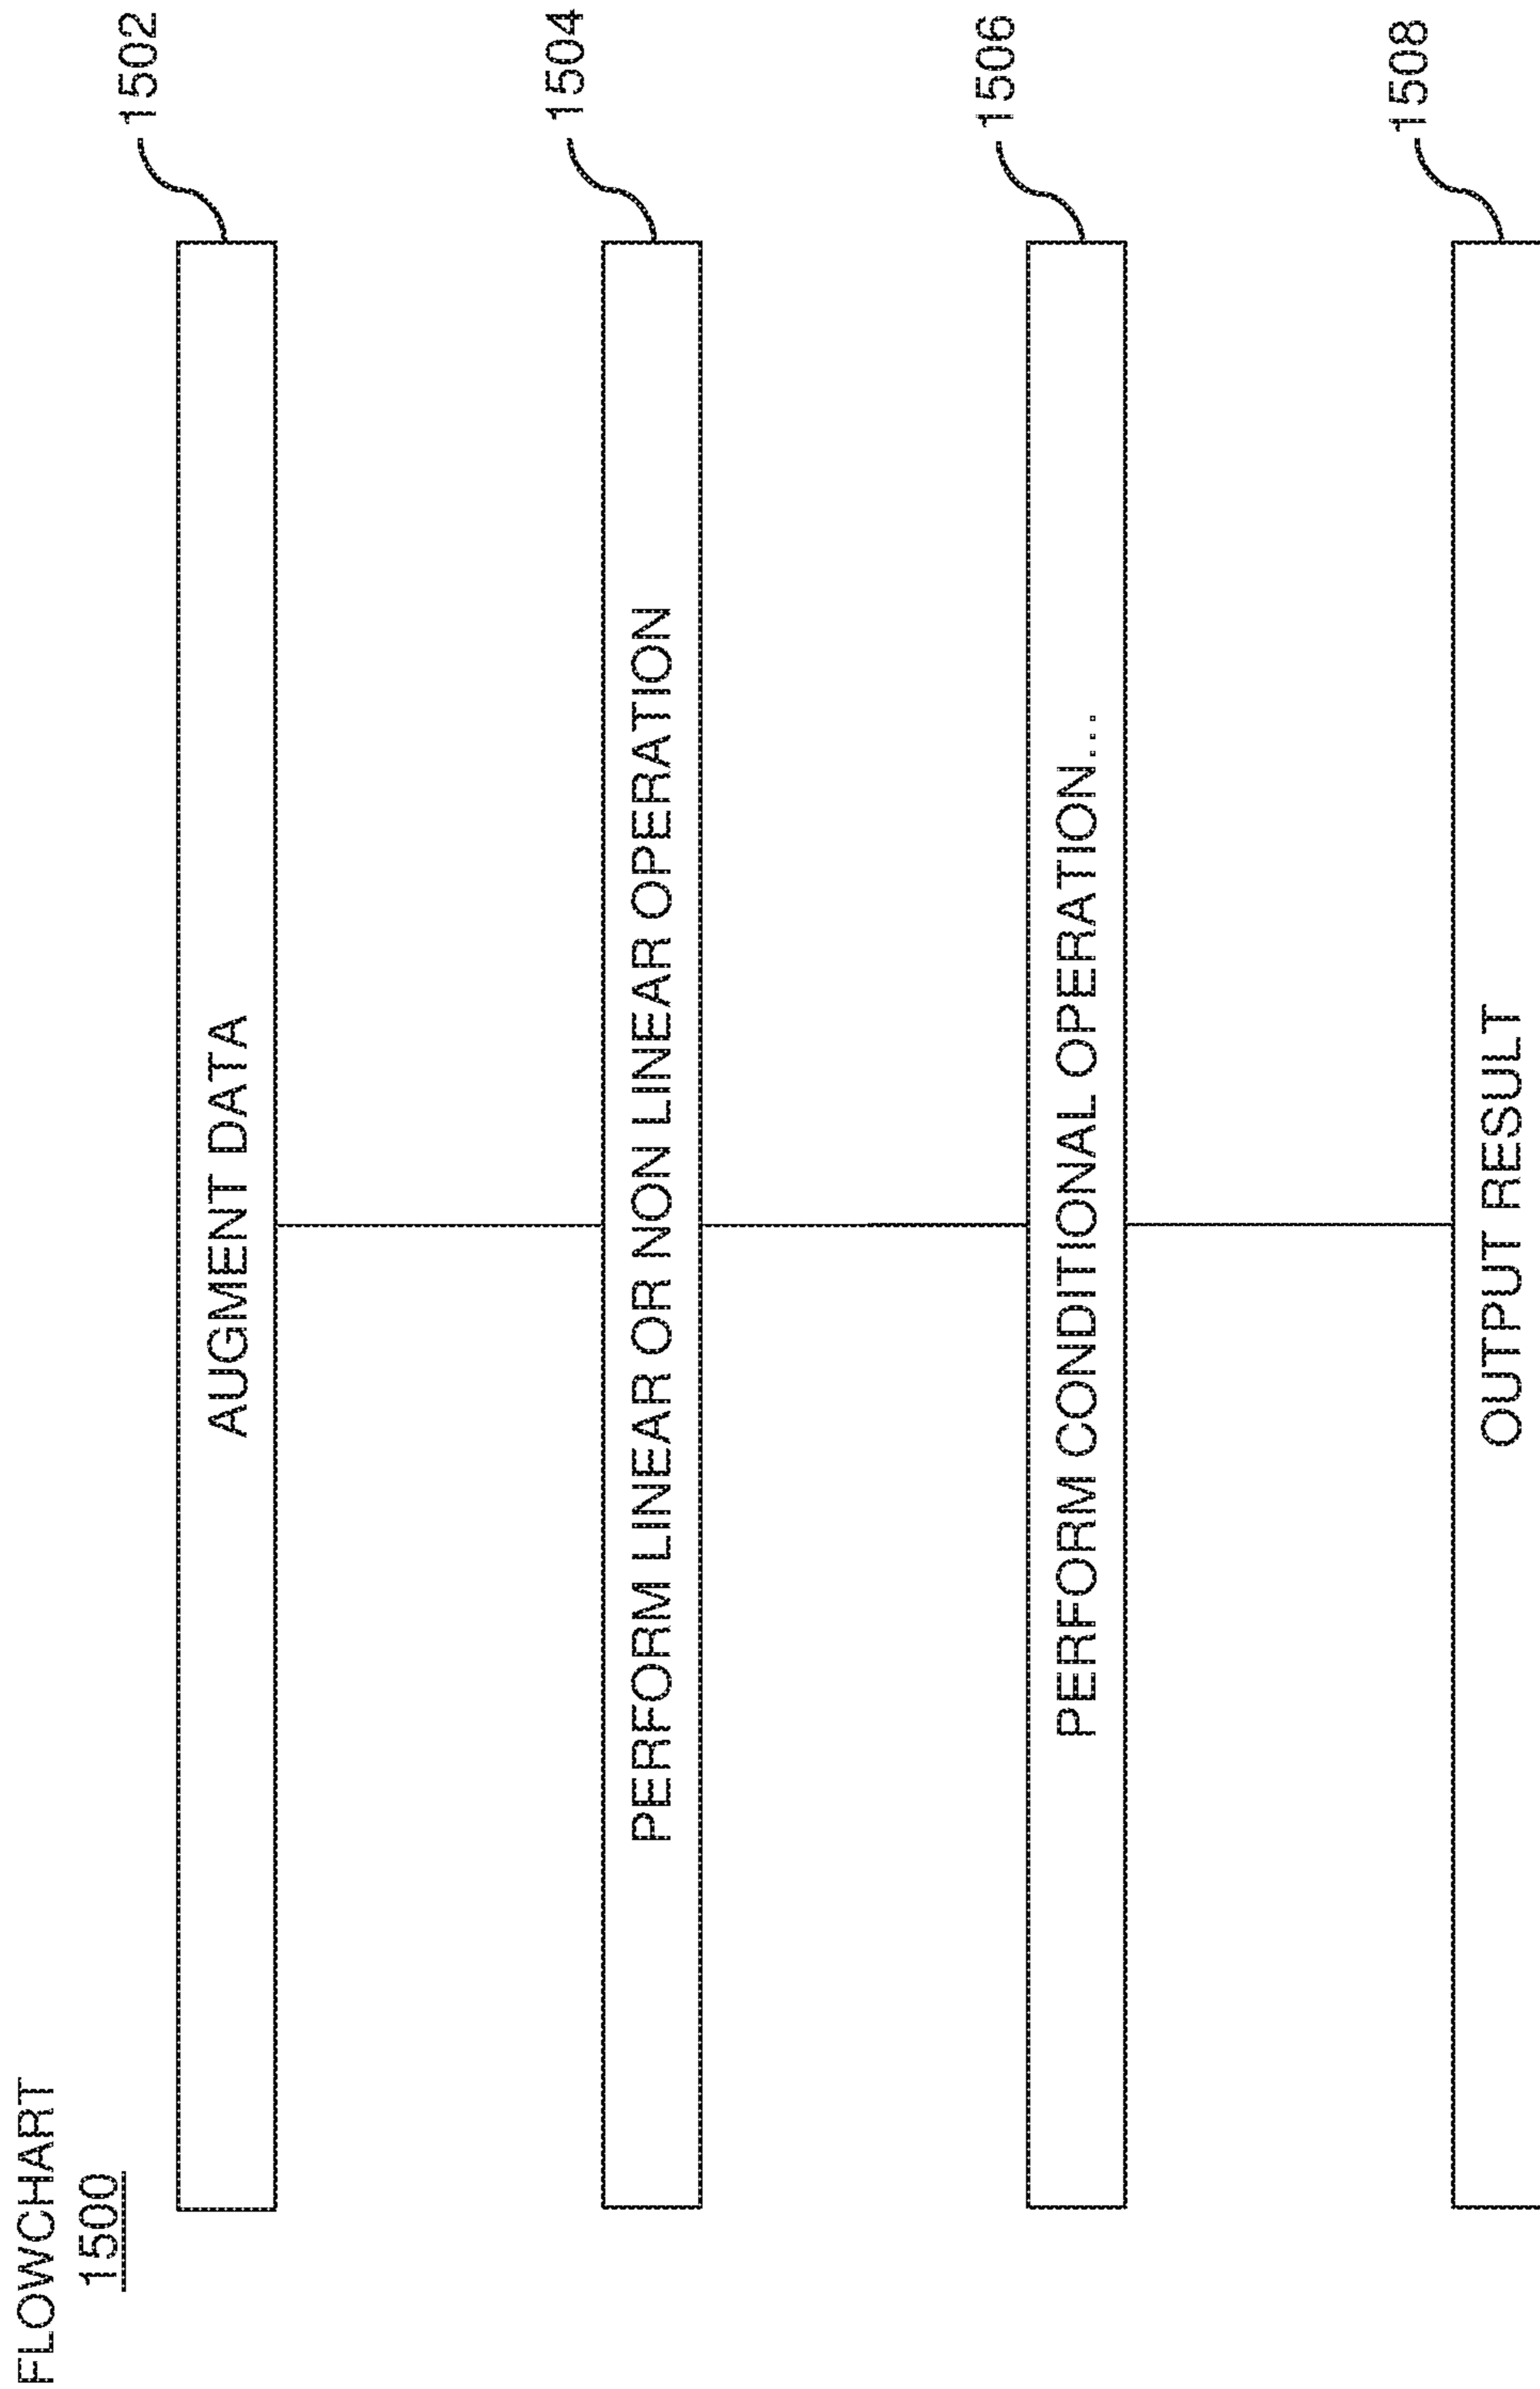 FLOWCHART
1500
1502
AUGMENT DATA
1504
PERFORM LINEAR OR NON LINEAR OPERATION
1506
PERFORM CONDITIONAL OPERATION...
1508
OUTPUT RESULT